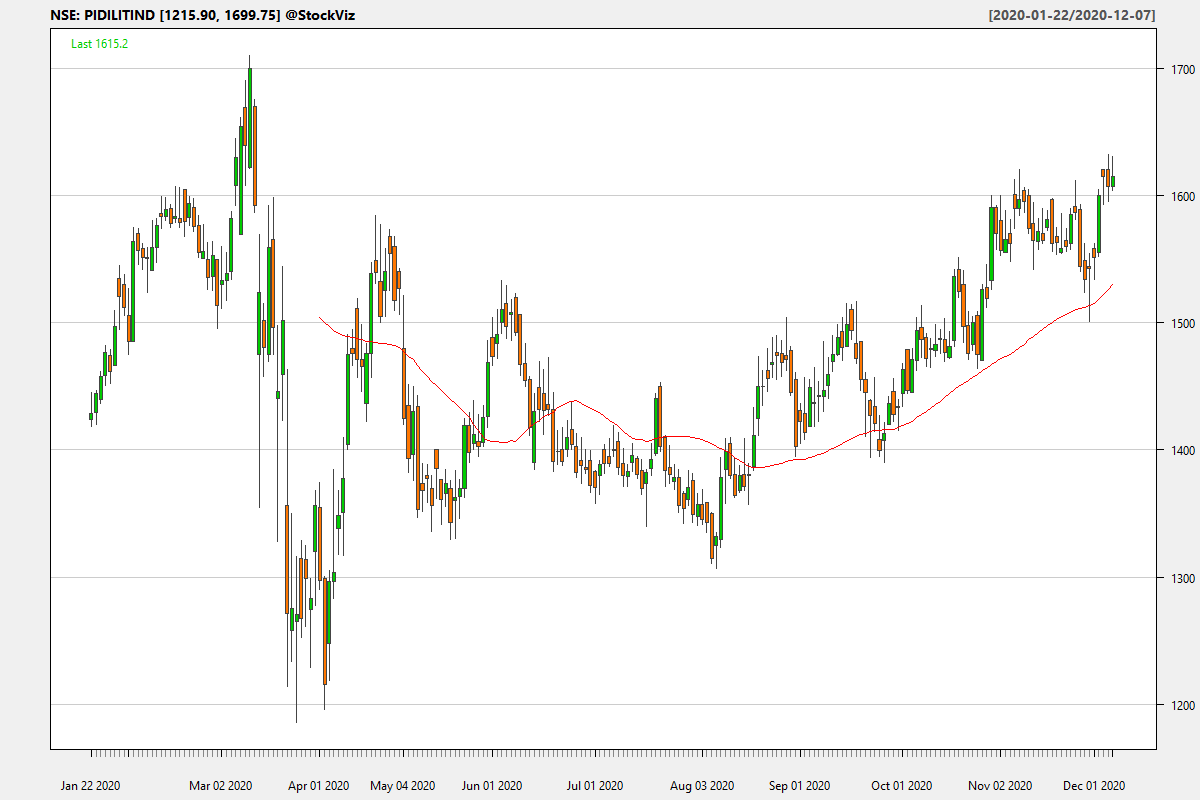 NSE: PIDILITIND [1215.90, 1699.75] @StockViz
[2020-01-22/2020-12-07]
Last 1615.2
1700
1600
1500
1400
1300
1200
Jan 22 2020
Mar 02 2020
Apr 01 2020
May 04 2020
Jun 01 2020
Jul 01 2020
Aug 03 2020
Sep 01 2020
Oct 01 2020
Nov 02 2020
Dec 01 2020